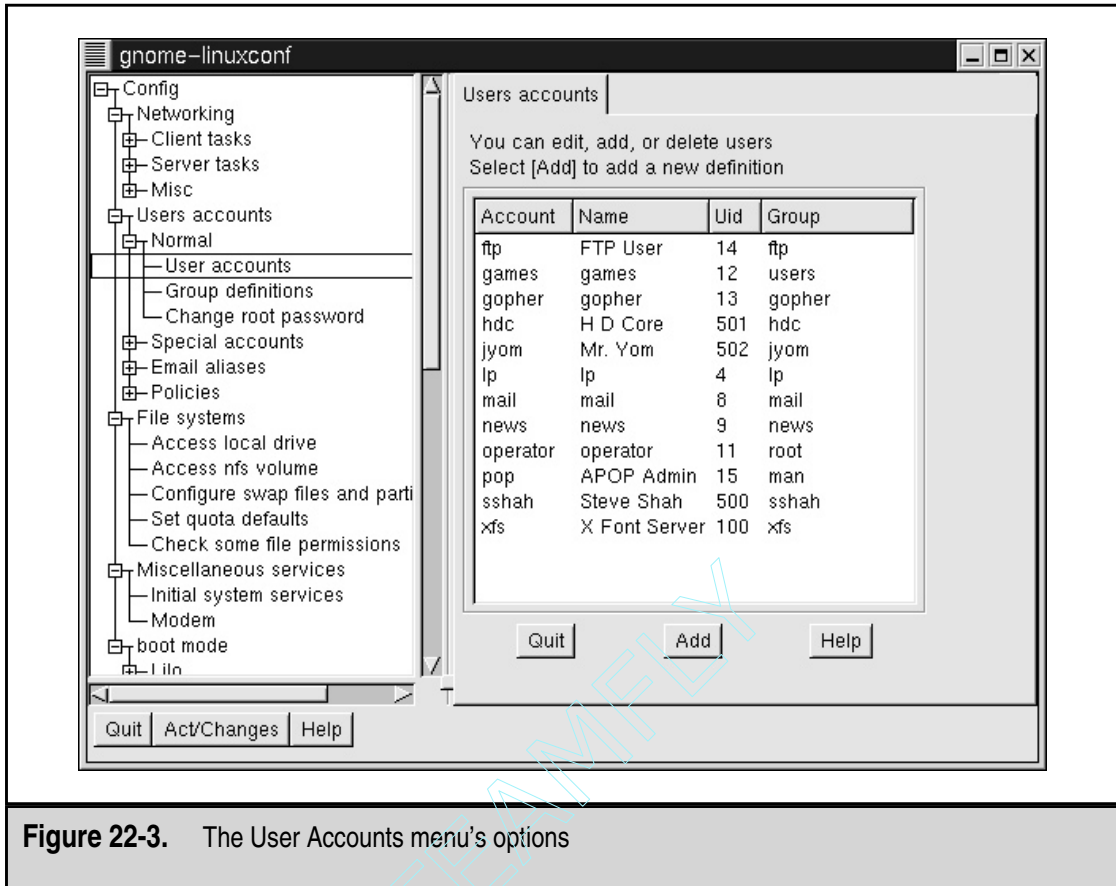 gnome-linuxconf
Config
Networking
Client tasks
Server tasks
Misc
Users accounts
Normal
User accounts
Group definitions
Change root password
Special accounts
Email aliases
Policies
File systems
Access local drive
Access nfs volume
Configure swap files and parti
Set quota defaults
Check some file permissions
Miscellaneous services
Initial system services
Modem
boot mode
Lilo
Quit Act/Changes Help
Users accounts
You can edit, add, or delete users
Select [Add] to add a new definition
Account Name Uid Group
ftp FTP User 14 ftp
games games 12 users
gopher gopher 13 gopher
hdc H D Core 501 hdc
jyom Mr. Yom 502 jyom
lp lp 4 lp
mail mail 8 mail
news news 9 news
operator operator 11 root
pop APOP Admin 15 man
sshah Steve Shah 500 sshah
xfs X Font Server 100 xfs
Quit Add Help
Figure 22-3. The User Accounts menu's options
TEAMFLY